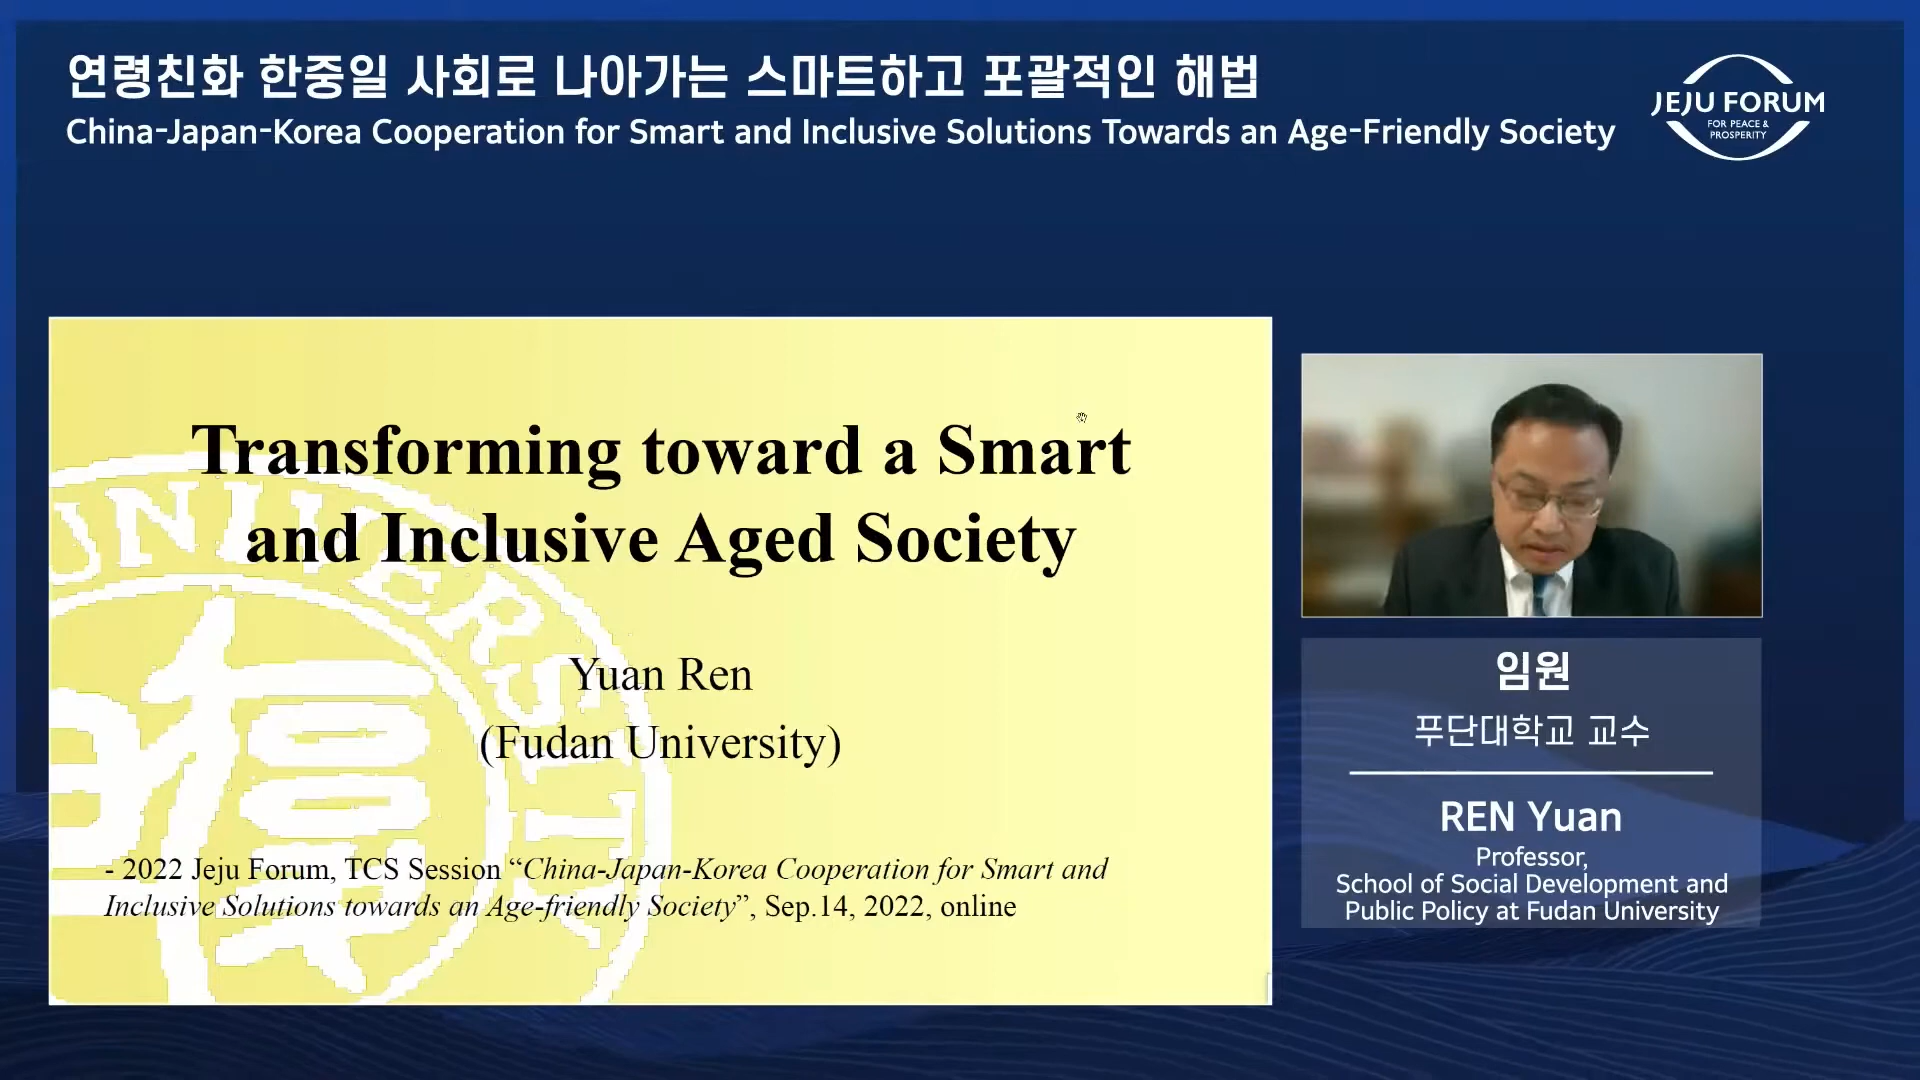 연령친화 한중일 사회로 나아가는 스마트하고 포괄적인 해법
China-Japan-Korea Cooperation for Smart and Inclusive Solutions Towards an Age-Friendly Society
JEJU FORUM
FOR PEACE &
PROSPERITY
Transforming toward a Smart
and Inclusive Aged Society
Yuan Ren
(Fudan University)
- 2022 Jeju Forum, TCS Session “China-Japan-Korea Cooperation for Smart and
Inclusive Solutions towards an Age-friendly Society”, Sep.14, 2022, online
UNIVERSITY
임원
푸단대학교 교수
REN Yuan
Professor,
School of Social Development and
Public Policy at Fudan University